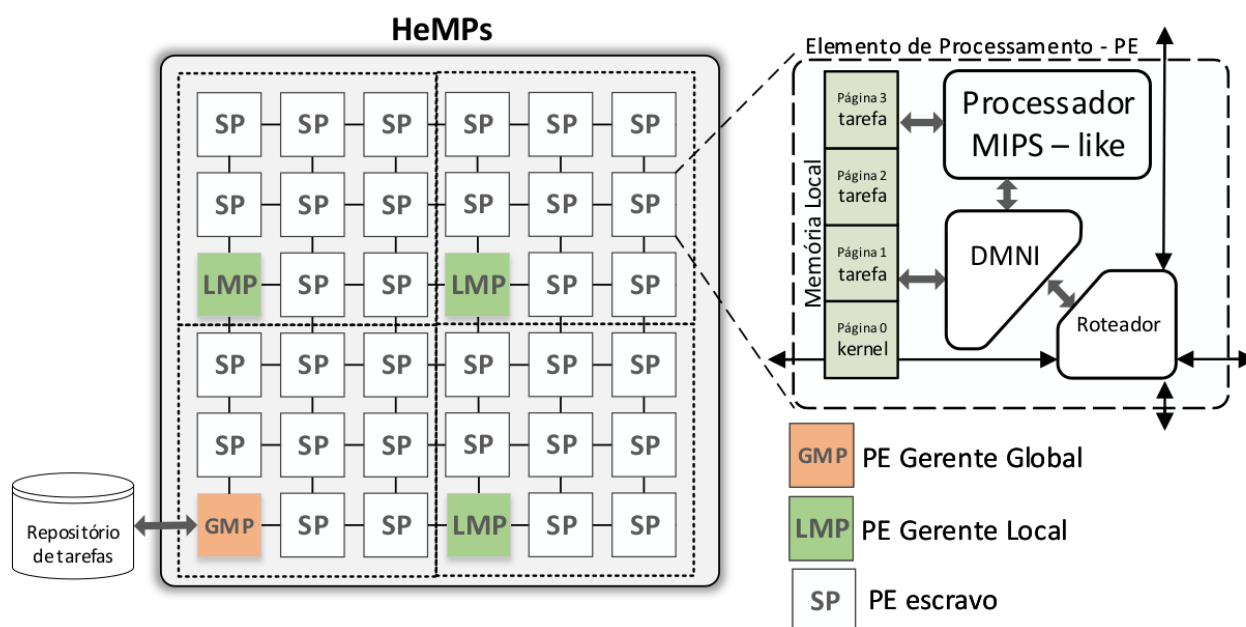 HeMPs
SP SP SP SP SP SP
SP SP SP SP SP SP
LMP SP SP LMP SP SP
SP SP SP SP SP SP
SP SP SP SP SP SP
GMP SP SP LMP SP SP
Repositório
de tarefas
Elemento de Processamento - PE
Memória Local
Página 3
tarefa
Página 2
tarefa
Página 1
tarefa
Página 0
kernel
Processador
MIPS – like
DMNI
Roteador
GMP PE Gerente Global
LMP PE Gerente Local
SP PE escravo